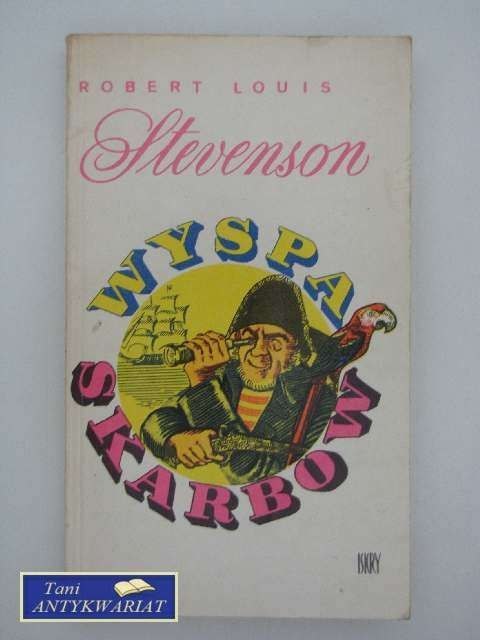 ROBERT LOUIS
Stevenson
WYSPA
SKARBÓW
ISKRY
Tani
ANTYKWARIAT